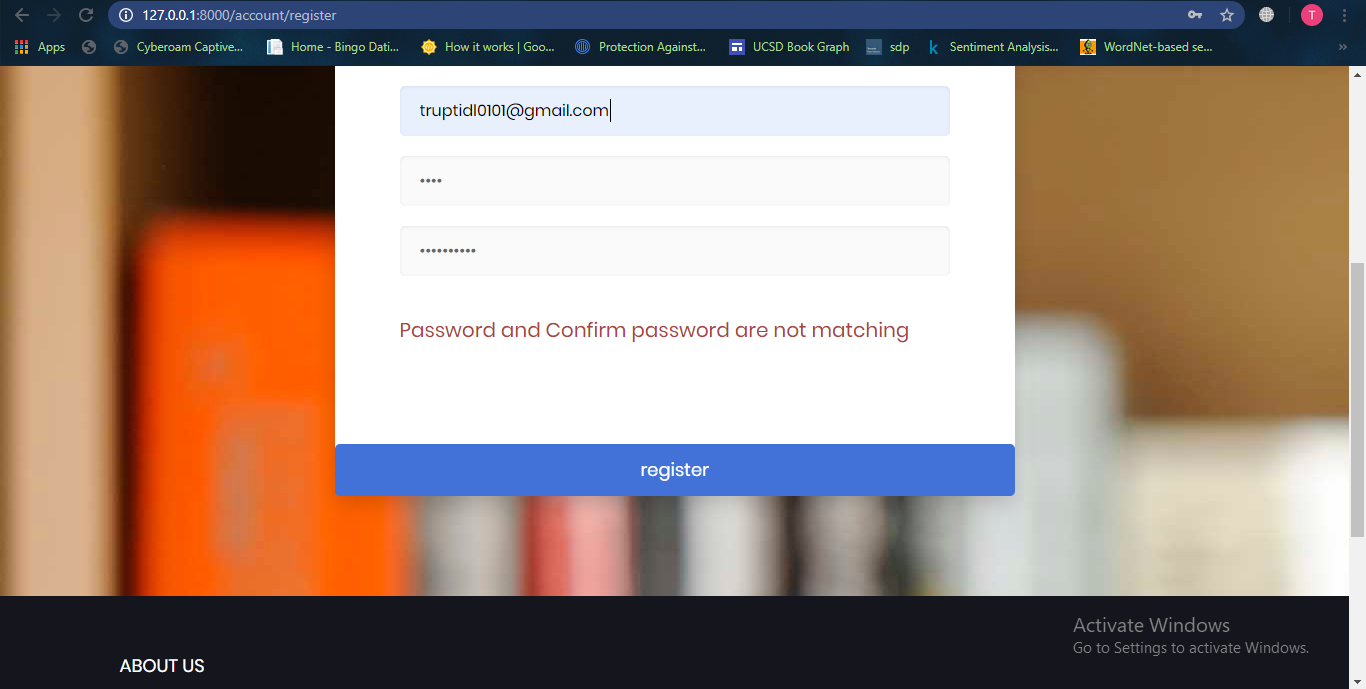 127.0.0.1:8000/account/register
T
Apps
Cyberoam Captive...
Home - Bingo Dati...
How it works | Goo...
Protection Against...
UCSD Book Graph
sdp
k
Sentiment Analysis...
WordNet-based se...
»
truptidl0101@gmail.com
••••
••••••••••
Password and Confirm password are not matching
register
Activate Windows
Go to Settings to activate Windows.
ABOUT US